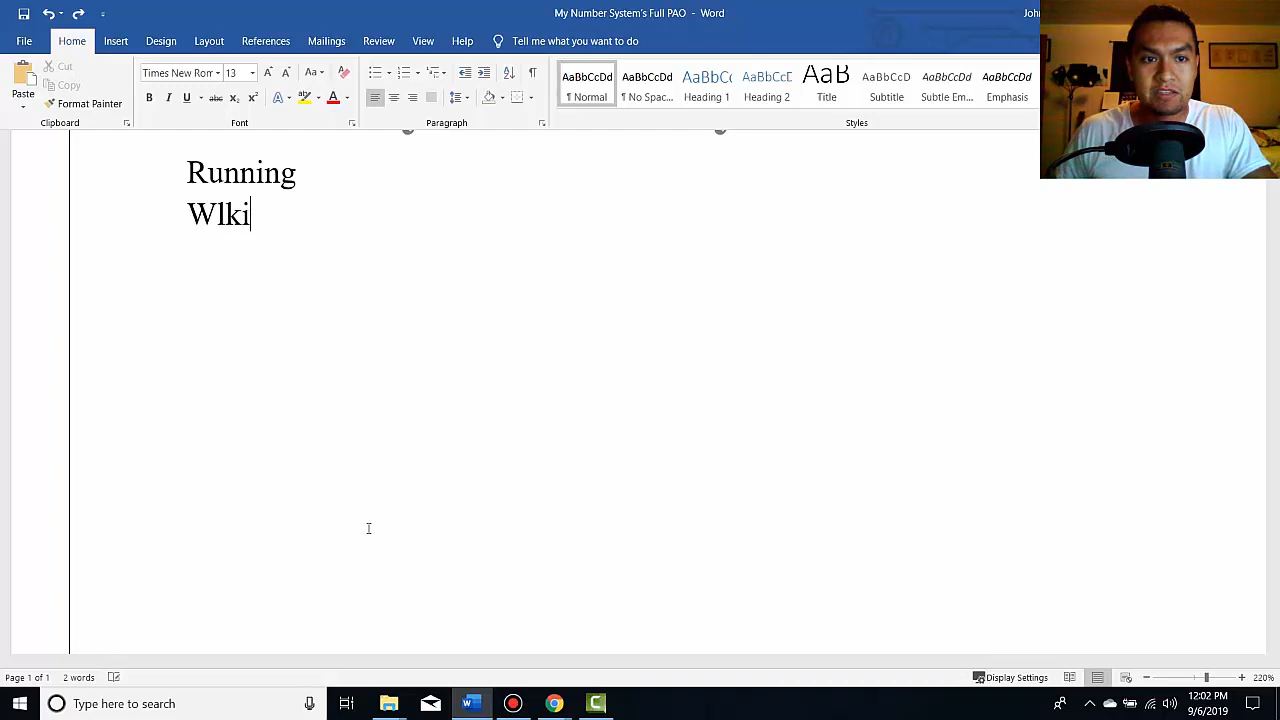 My Number System's Full PAO - Word
Joh
File Home Insert Design Layout References Mailings Review View Help Tell me what you want to do
Paste
Cut
Copy
Format Painter
Clipboard
Times New Rom 13
Font
Paragraph
AaBbCcDd AaBbCcDd AaBbCc AaBbCcD AaB AaBbCcD AaBbCcDd AaBbCcDd
¶ Normal ¶ No Spac... Heading 1 Heading 2 Title Subtitle Subtle Em... Emphasis
Styles
Running
Wlki
Page 1 of 1 2 words
Display Settings
220%
Type here to search
12:02 PM
9/6/2019